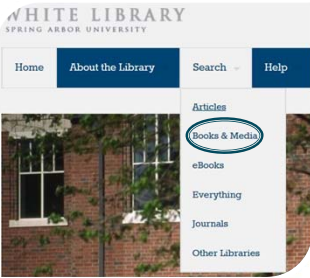 WHITE LIBRARY
SPRING ARBOR UNIVERSITY
Home About the Library Search Help
Articles
Books & Media
eBooks
Everything
Journals
Other Libraries